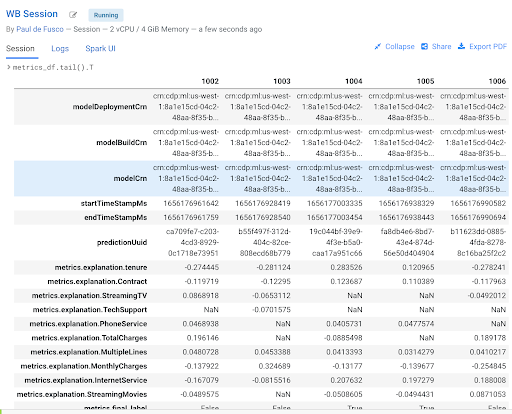 WB Session Running
By Paul de Fusco — Session — 2 vCPU / 4 GiB Memory — a few seconds ago
Session Logs Spark UI Collapse Share Export PDF
> metrics_df.tail().T
1002 1003 1004 1005 1006
crn:cdp:ml:us-west- crn:cdp:ml:us-west- crn:cdp:ml:us-west- crn:cdp:ml:us-west- crn:cdp:ml:us-west-
modelDeploymentCrn 1:8a1e15cd-04c2- 1:8a1e15cd-04c2- 1:8a1e15cd-04c2- 1:8a1e15cd-04c2- 1:8a1e15cd-04c2-
48aa-8f35-b... 48aa-8f35-b... 48aa-8f35-b... 48aa-8f35-b... 48aa-8f35-b...
crn:cdp:ml:us-west- crn:cdp:ml:us-west- crn:cdp:ml:us-west- crn:cdp:ml:us-west- crn:cdp:ml:us-west-
modelBuildCrn 1:8a1e15cd-04c2- 1:8a1e15cd-04c2- 1:8a1e15cd-04c2- 1:8a1e15cd-04c2- 1:8a1e15cd-04c2-
48aa-8f35-b... 48aa-8f35-b... 48aa-8f35-b... 48aa-8f35-b... 48aa-8f35-b...
crn:cdp:ml:us-west- crn:cdp:ml:us-west- crn:cdp:ml:us-west- crn:cdp:ml:us-west- crn:cdp:ml:us-west-
modelCrn 1:8a1e15cd-04c2- 1:8a1e15cd-04c2- 1:8a1e15cd-04c2- 1:8a1e15cd-04c2- 1:8a1e15cd-04c2-
48aa-8f35-b... 48aa-8f35-b... 48aa-8f35-b... 48aa-8f35-b... 48aa-8f35-b...
startTimeStampMs 1656176961642 1656176928419 1656177003335 1656176938329 1656176990582
endTimeStampMs 1656176961759 1656176928540 1656177003454 1656176938443 1656176990694
ca709fe7-c203- b55f497f-312d- 19c044bf-39e9- fa8db4e6-8bd7- b11623dd-0885-
predictionUuid 4cd3-8929- 404c-82ce- 4f3e-b5a0- 43e4-874d- 4fda-8278-
0c1718e73951 808ecd68b779 caa17a951c66 56e50d404904 8c16ba25f2c2
metrics.explanation.tenure -0.274445 -0.281124 0.283526 0.120965 -0.278241
metrics.explanation.Contract -0.119719 -0.12295 0.123687 0.110389 -0.117963
metrics.explanation.StreamingTV 0.0868918 -0.0653112 NaN NaN -0.0492012
metrics.explanation.TechSupport NaN -0.0701575 NaN NaN NaN
metrics.explanation.PhoneService 0.0468938 NaN 0.0405731 0.0477574 NaN
metrics.explanation.TotalCharges 0.196146 NaN -0.0885498 NaN 0.189178
metrics.explanation.MultipleLines 0.0480728 0.0453388 0.0413393 0.0314279 0.0410217
metrics.explanation.MonthlyCharges -0.137922 0.324689 -0.13177 -0.139677 -0.254845
metrics.explanation.InternetService -0.167079 -0.0815516 0.207632 0.197279 0.188008
metrics.explanation.StreamingMovies -0.0489575 NaN -0.0508605 -0.0494431 0.0871053
metrics.final_label False False True True False